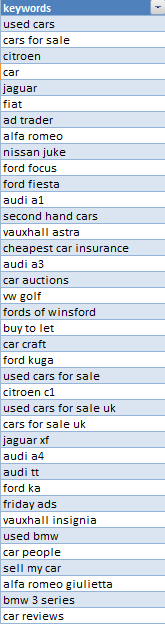 keywords
used cars
cars for sale
citroen
car
jaguar
fiat
ad trader
alfa romeo
nissan juke
ford focus
ford fiesta
audi a1
second hand cars
vauxhall astra
cheapest car insurance
audi a3
car auctions
vw golf
fords of winsford
buy to let
car craft
ford kuga
used cars for sale
citroen c1
used cars for sale uk
cars for sale uk
jaguar xf
audi a4
audi tt
ford ka
friday ads
vauxhall insignia
used bmw
car people
sell my car
alfa romeo giulietta
bmw 3 series
car reviews